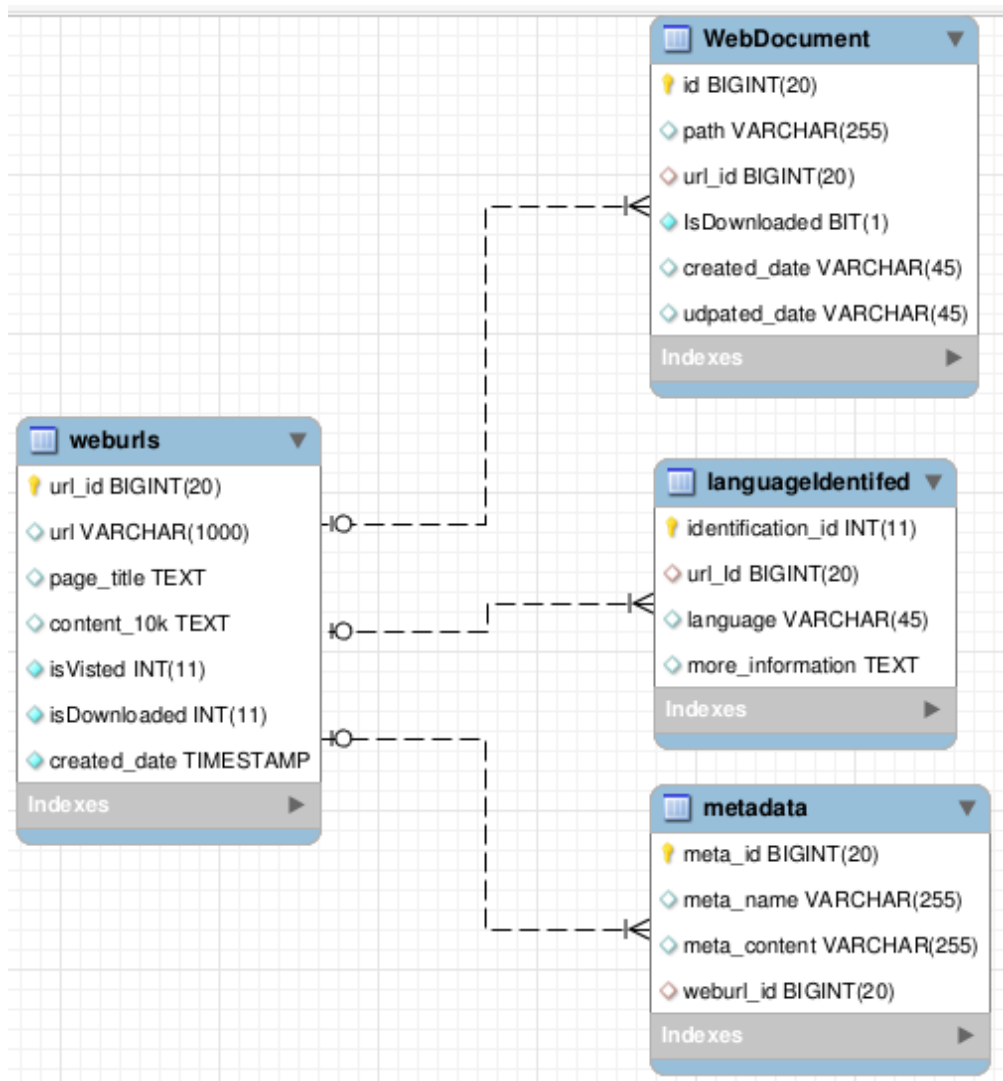 WebDocument
id BIGINT(20)
path VARCHAR(255)
url_id BIGINT(20)
IsDownloaded BIT(1)
created_date VARCHAR(45)
udpated_date VARCHAR(45)
Indexes
weburls
url_id BIGINT(20)
url VARCHAR(1000)
page_title TEXT
content_10k TEXT
isVisted INT(11)
isDownloaded INT(11)
created_date TIMESTAMP
Indexes
languageIdentifed
identification_id INT(11)
url_Id BIGINT(20)
language VARCHAR(45)
more_information TEXT
Indexes
metadata
meta_id BIGINT(20)
meta_name VARCHAR(255)
meta_content VARCHAR(255)
weburl_id BIGINT(20)
Indexes